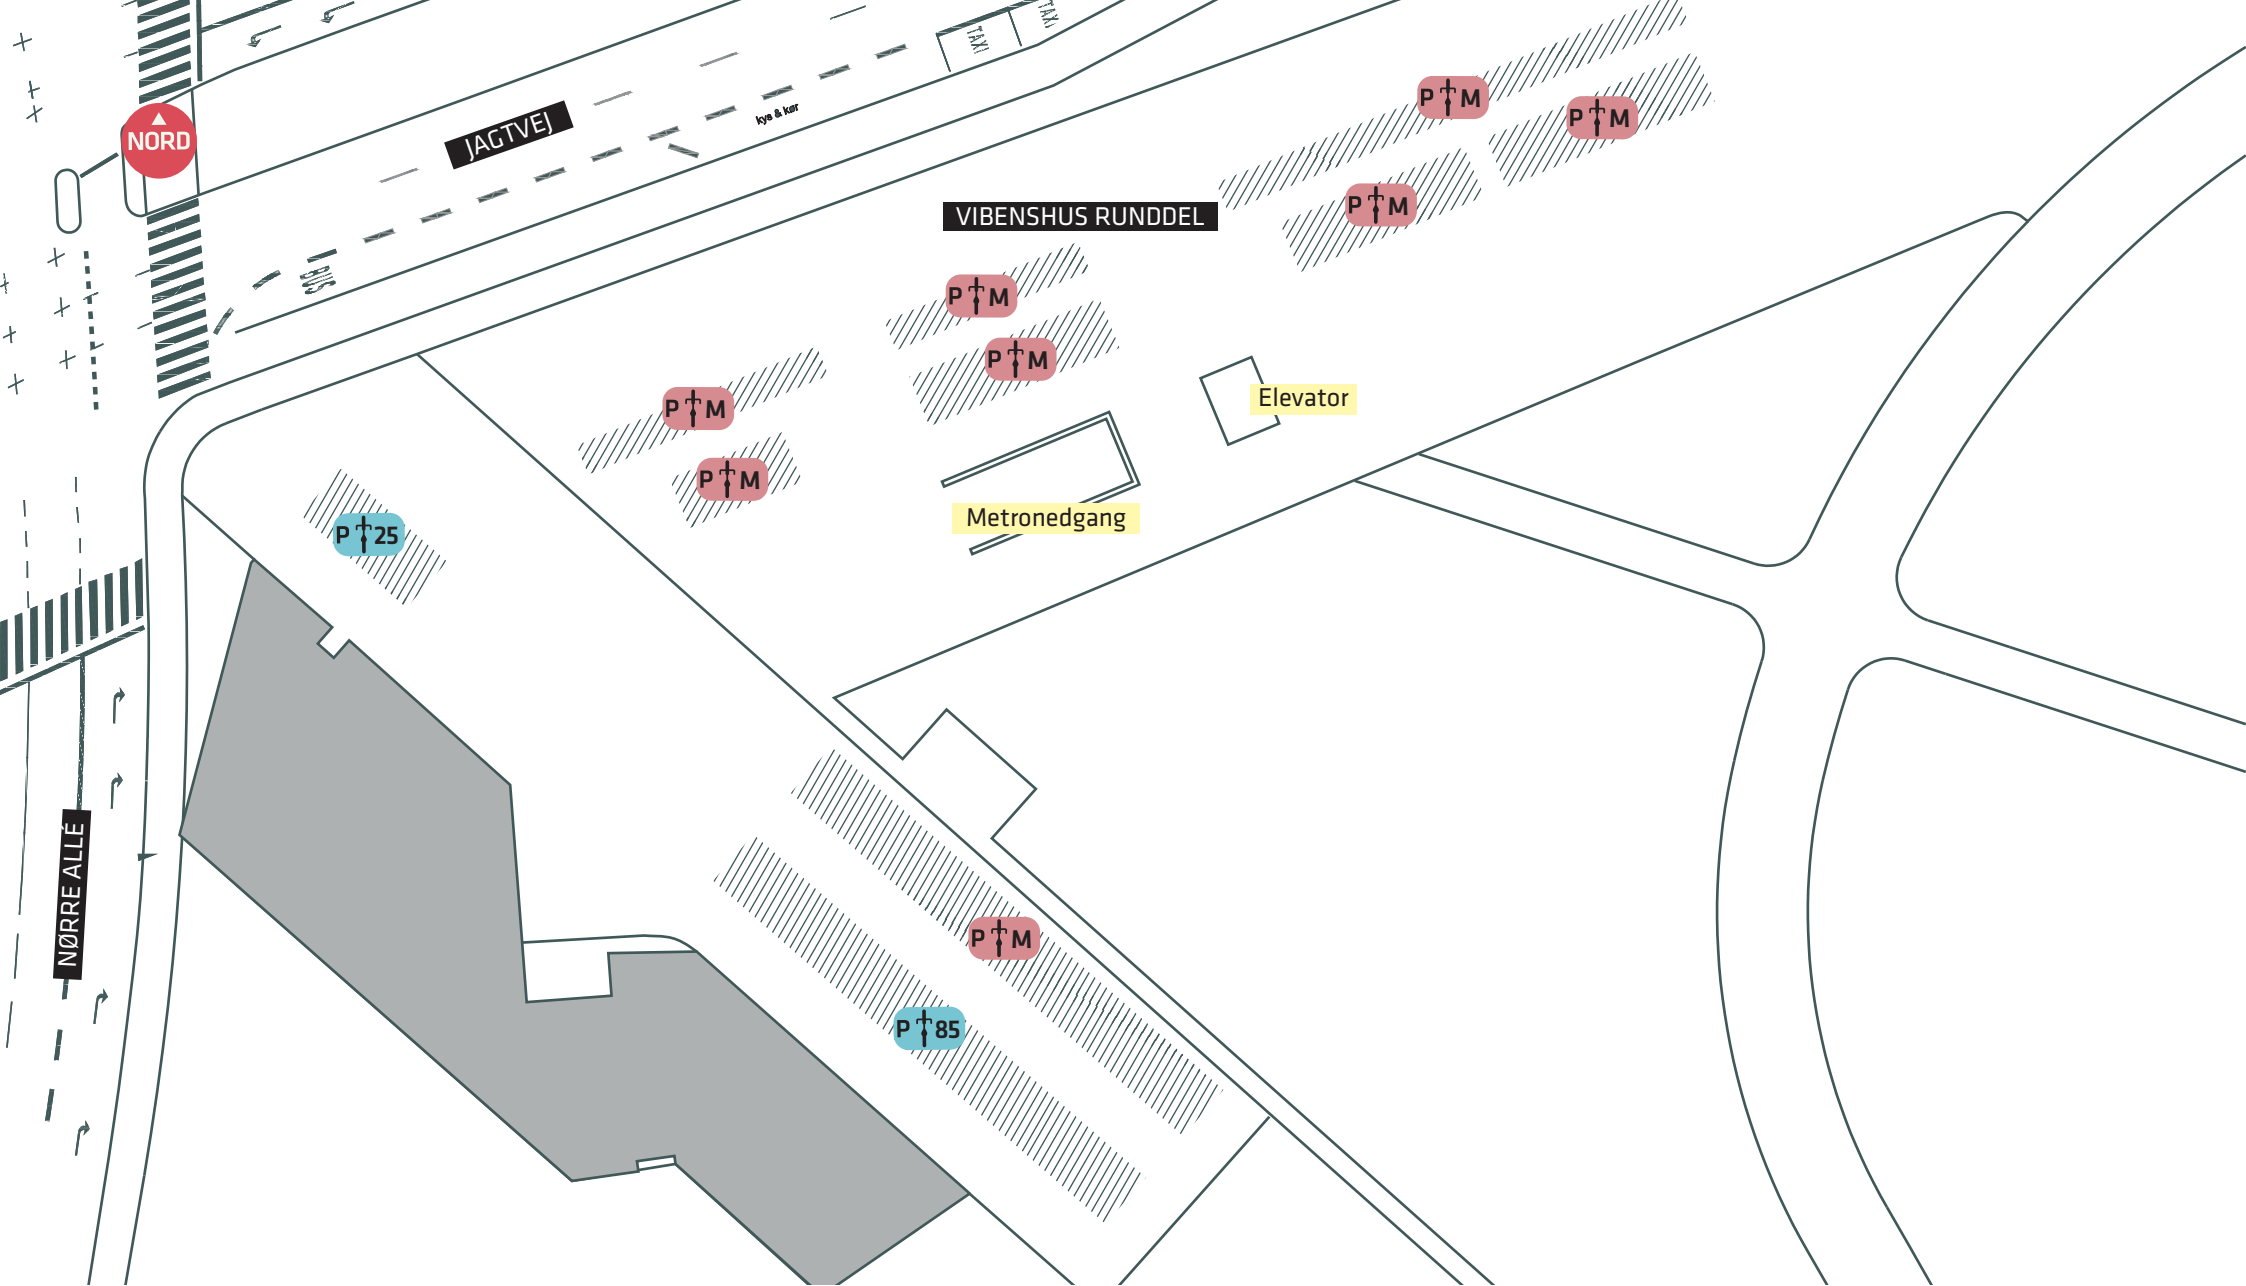 TAXI
TAXI
kys & kør
JAGTVEJ
NORD
P M
P M
P M
VIBENSHUS RUNDDEL
BUS
P M
P M
Elevator
P M
P M
Metronedgang
P 25
NØRRE ALLÉ
P M
P 85